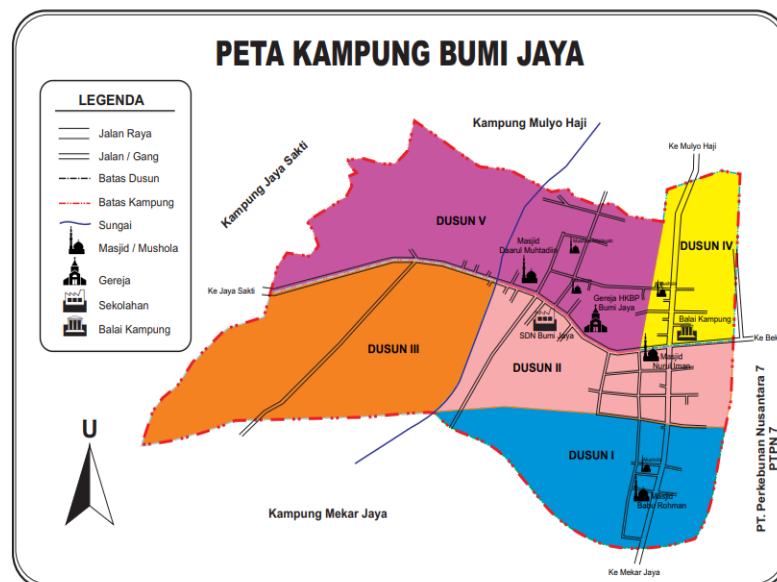 PETA KAMPUNG BUMI JAYA
LEGENDA
Jalan Raya
Jalan / Gang
Batas Dusun
Batas Kampung
Sungai
Masjid / Mushola
Gereja
Sekolahan
Balai Kampung
Kampung Mulyo Haji
Ke Mulyo Haji
Kampung Jaya Sakti
DUSUN V
Masjid
Daarul Muhtadiin
DUSUN IV
Ke Jaya Sakti
Gereja HKBP
Bumi Jaya
Balai Kampung
SDN Bumi Jaya
Ke Bek
DUSUN III
Masjid
Nurul Iman
DUSUN II
PT. Perkebunan Nusantara 7
PTPN 7
U
DUSUN I
Masjid
Rohman
Kampung Mekar Jaya
Ke Mekar Jaya